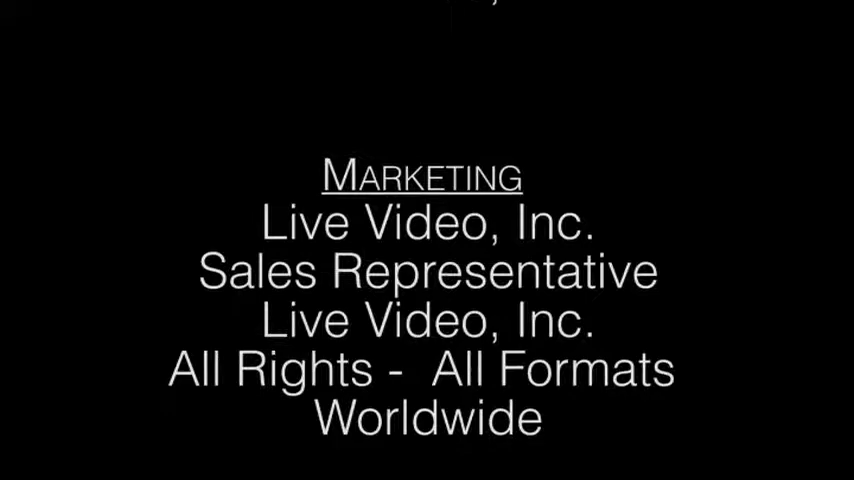 MARKETING
Live Video, Inc.
Sales Representative
Live Video, Inc.
All Rights -  All Formats
Worldwide